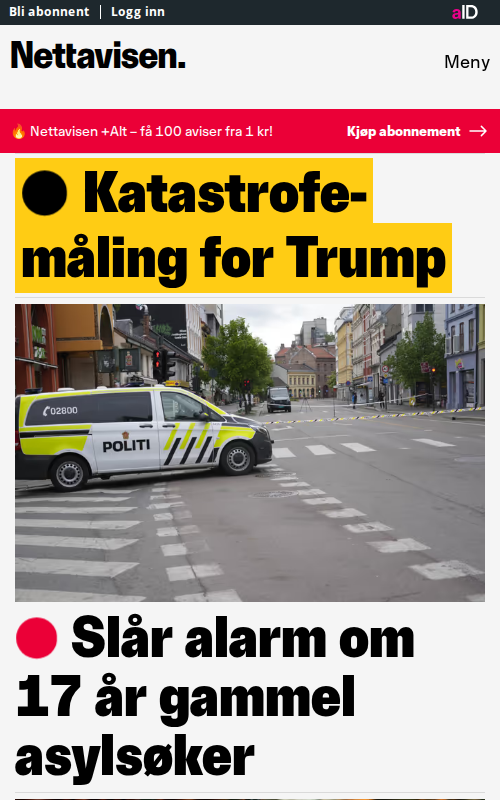 Bli abonnent | Logg inn
aID
Nettavisen.
Meny
🔥 Nettavisen +Alt – få 100 aviser fra 1 kr!
Kjøp abonnement →
Katastrofe-
måling for Trump
02800
POLITI
Slår alarm om
17 år gammel
asylsøker